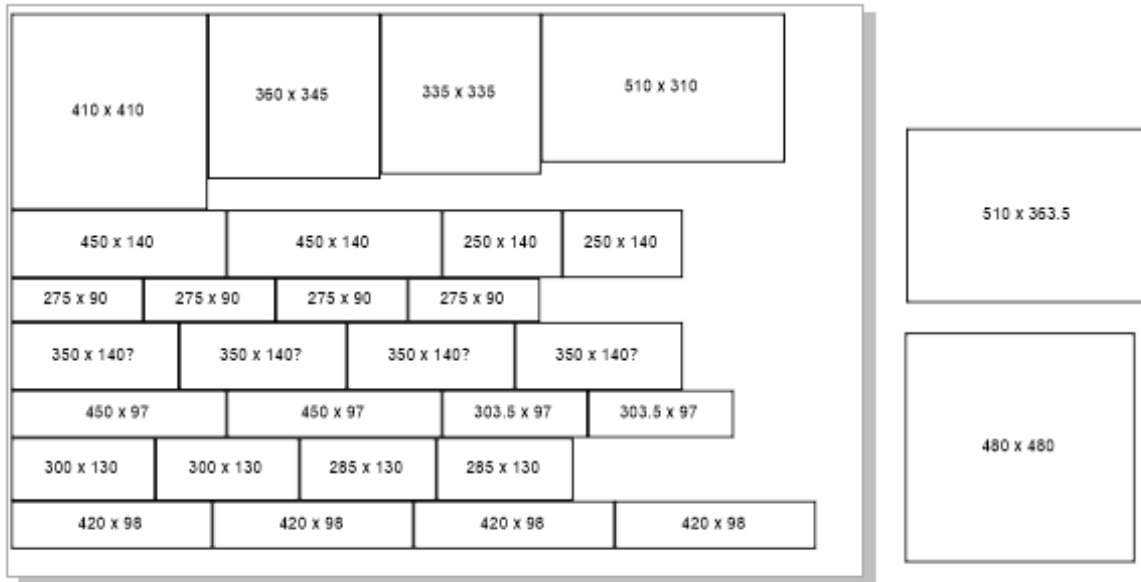 410 x 410
360 x 345
335 x 335
510 x 310
510 x 363.5
450 x 140
450 x 140
250 x 140
250 x 140
275 x 90
275 x 90
275 x 90
275 x 90
350 x 140?
350 x 140?
350 x 140?
350 x 140?
450 x 97
450 x 97
303.5 x 97
303.5 x 97
480 x 480
300 x 130
300 x 130
285 x 130
285 x 130
420 x 98
420 x 98
420 x 98
420 x 98